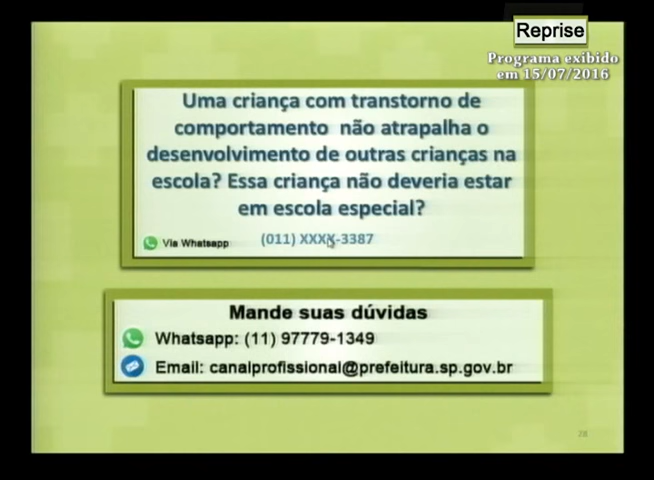 Reprise
Programa exibido
em 15/07/2016
Uma criança com transtorno de
comportamento não atrapalha o
desenvolvimento de outras crianças na
escola? Essa criança não deveria estar
em escola especial?
Via Whatsapp (011) XXXX-3387
Mande suas dúvidas
Whatsapp: (11) 97779-1349
Email: canalprofissional@prefeitura.sp.gov.br
28